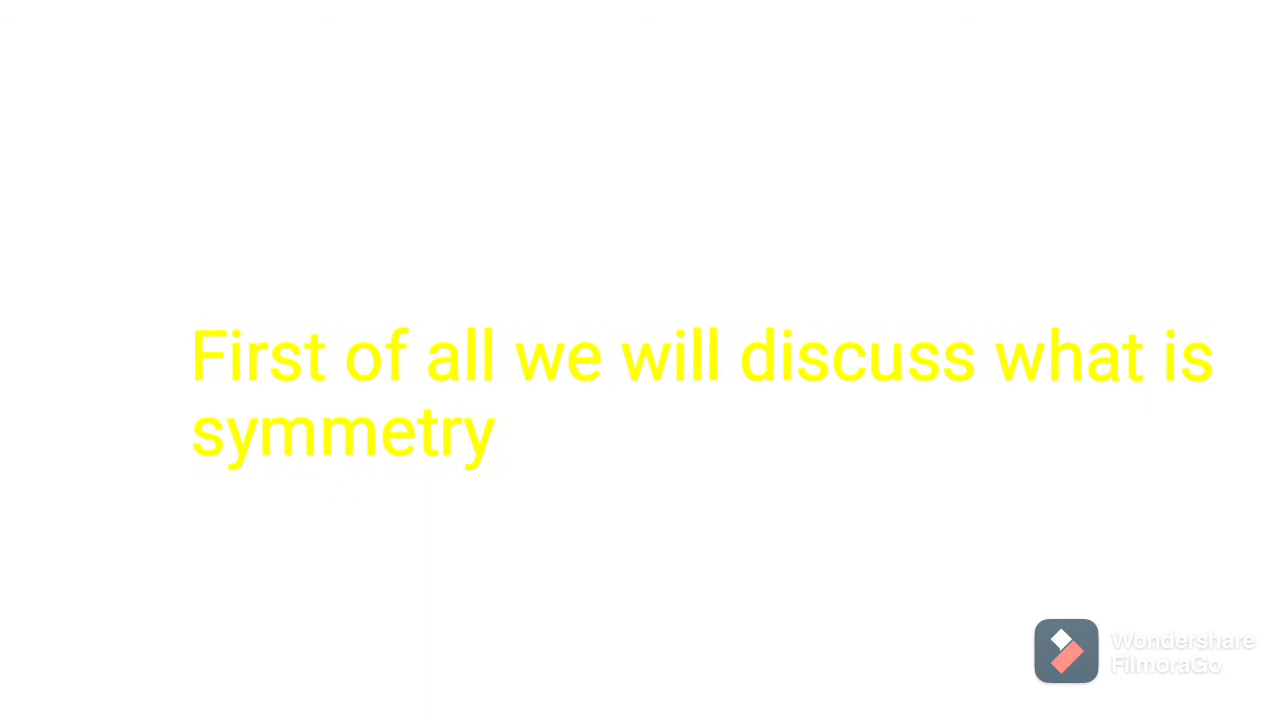 First of all we will discuss what is
symmetry
Wondershare
FilmoraGo